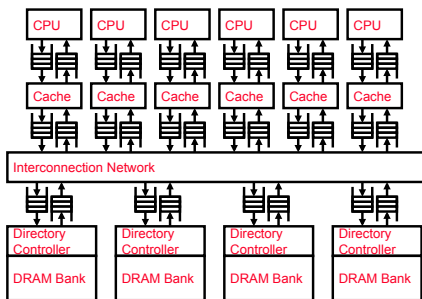 CPU CPU CPU CPU CPU CPU
Cache Cache Cache Cache Cache Cache
Interconnection Network
Directory Directory Directory Directory
Controller Controller Controller Controller
DRAM Bank DRAM Bank DRAM Bank DRAM Bank